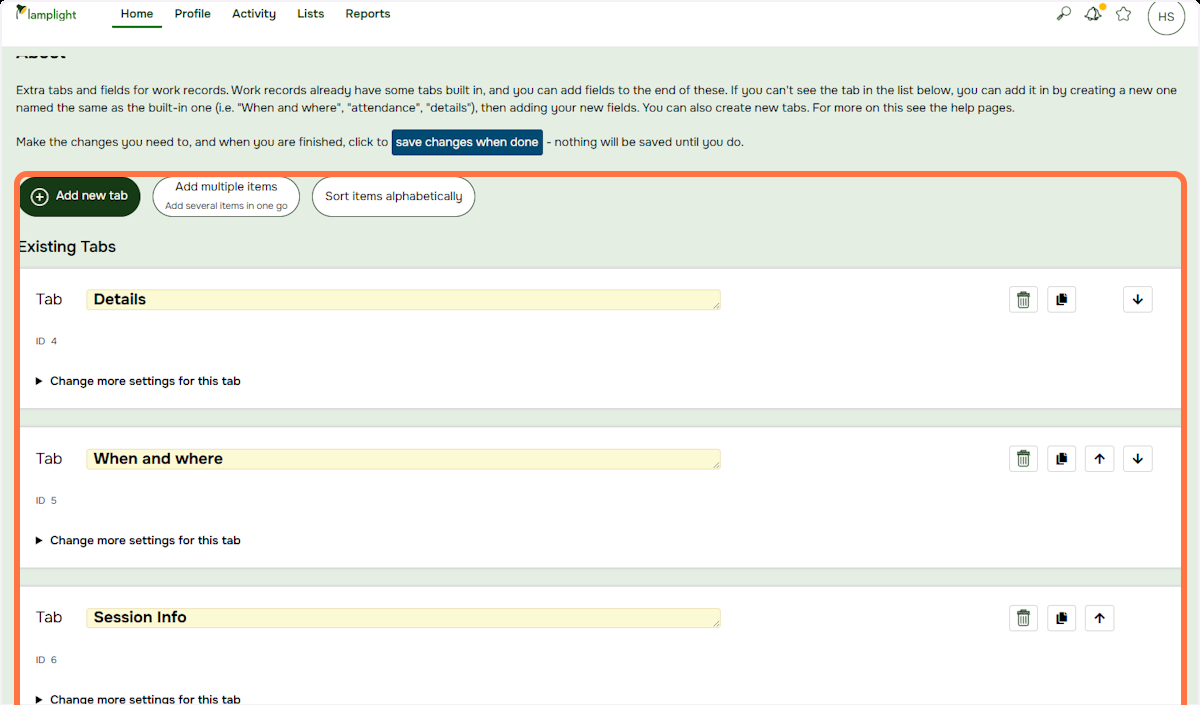 lamplight
Home Profile Activity Lists Reports
HS
About
Extra tabs and fields for work records. Work records already have some tabs built in, and you can add fields to the end of these. If you can't see the tab in the list below, you can add it in by creating a new one
named the same as the built-in one (i.e. "When and where", "attendance", "details"), then adding your new fields. You can also create new tabs. For more on this see the help pages.
Make the changes you need to, and when you are finished, click to save changes when done - nothing will be saved until you do.
Add new tab
Add multiple items
Add several items in one go
Sort items alphabetically
Existing Tabs
Tab Details
ID 4
Change more settings for this tab
Tab When and where
ID 5
Change more settings for this tab
Tab Session Info
ID 6
Change more settings for this tab